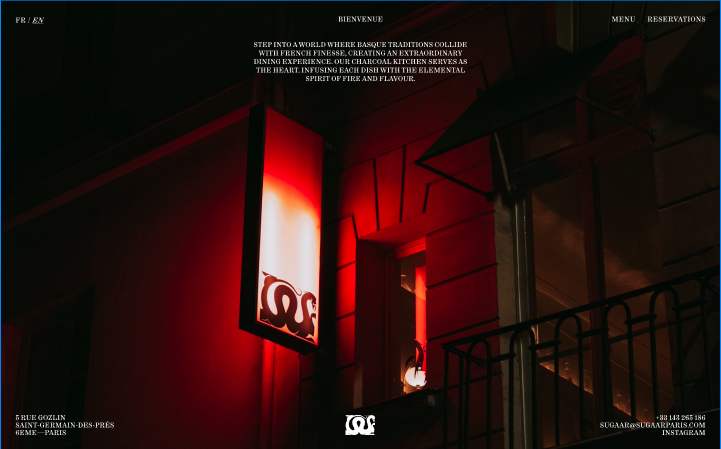 FR / EN
BIENVENUE
MENU
RESERVATIONS
STEP INTO A WORLD WHERE BASQUE TRADITIONS COLLIDE
WITH FRENCH FINESSE, CREATING AN EXTRAORDINARY
DINING EXPERIENCE. OUR CHARCOAL KITCHEN SERVES AS
THE HEART, INFUSING EACH DISH WITH THE ELEMENTAL
SPIRIT OF FIRE AND FLAVOUR.
5 RUE GOZLIN
SAINT-GERMAIN-DES-PRÉS
6EME—PARIS
+33 143 265 186
SUGAAR@SUGAARPARIS.COM
INSTAGRAM